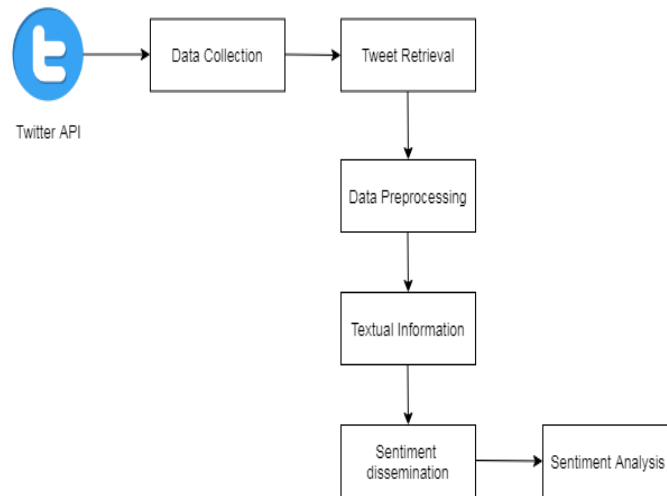 Data Collection
Tweet Retrieval
Twitter API
Data Preprocessing
Textual Information
Sentiment
dissemination
Sentiment Analysis